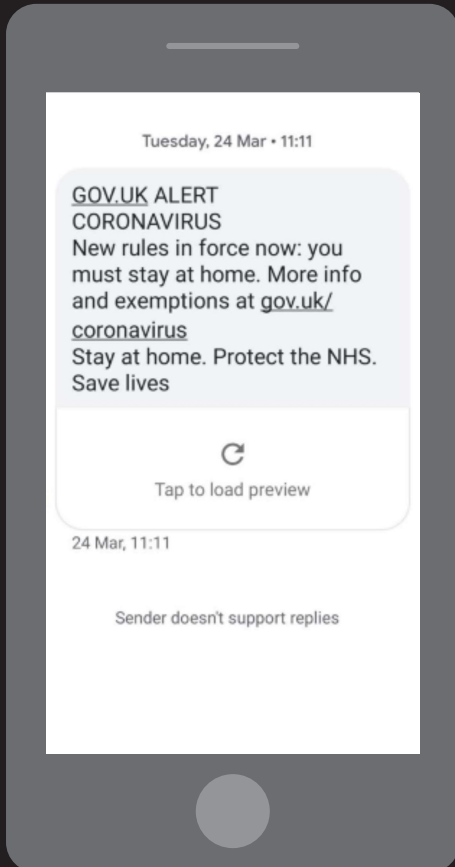 Tuesday, 24 Mar • 11:11
GOV.UK ALERT
CORONAVIRUS
New rules in force now: you
must stay at home. More info
and exemptions at gov.uk/
coronavirus
Stay at home. Protect the NHS.
Save lives
Tap to load preview
24 Mar, 11:11
Sender doesn't support replies